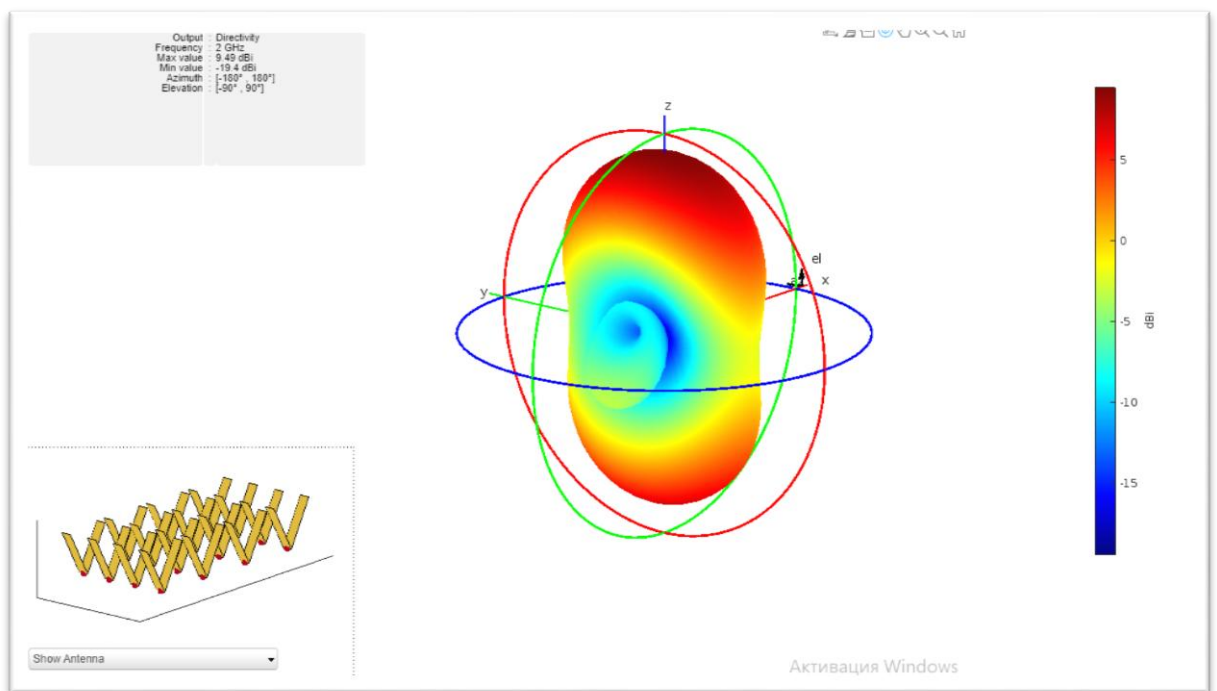 Output : Directivity
Frequency : 2 GHz
Max value : 9.49 dBi
Min value : -19.4 dBi
Azimuth : [-180° , 180°]
Elevation : [-90° , 90°]
z
el
x
y
5
0
-5
-10
-15
dBi
Show Antenna
Активация Windows